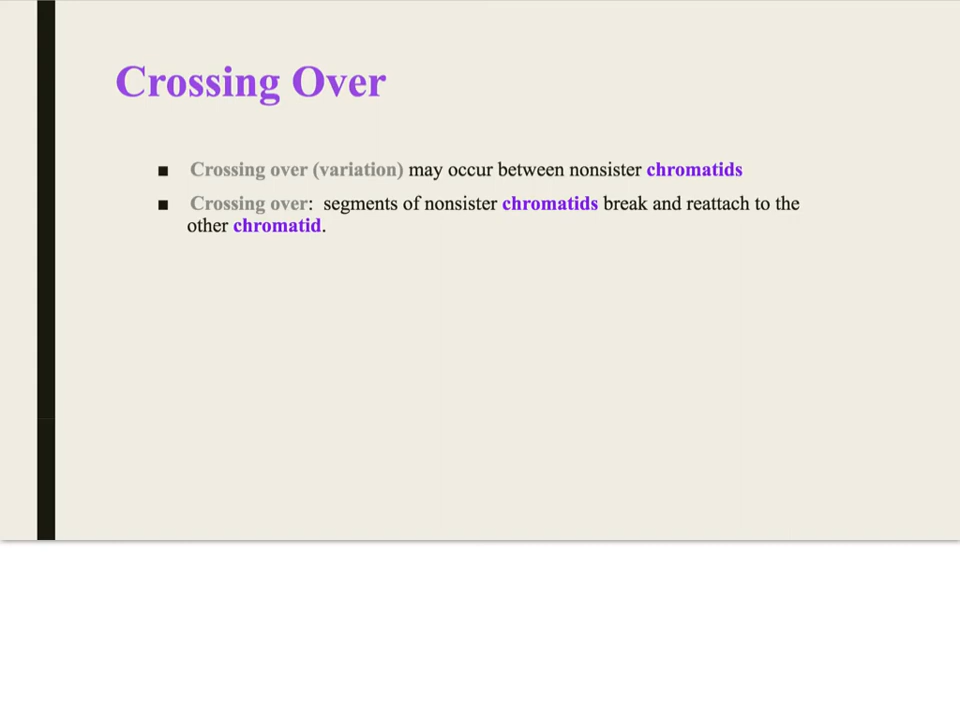 Crossing Over
▪ Crossing over (variation) may occur between nonsister chromatids
▪ Crossing over:  segments of nonsister chromatids break and reattach to the
other chromatid.